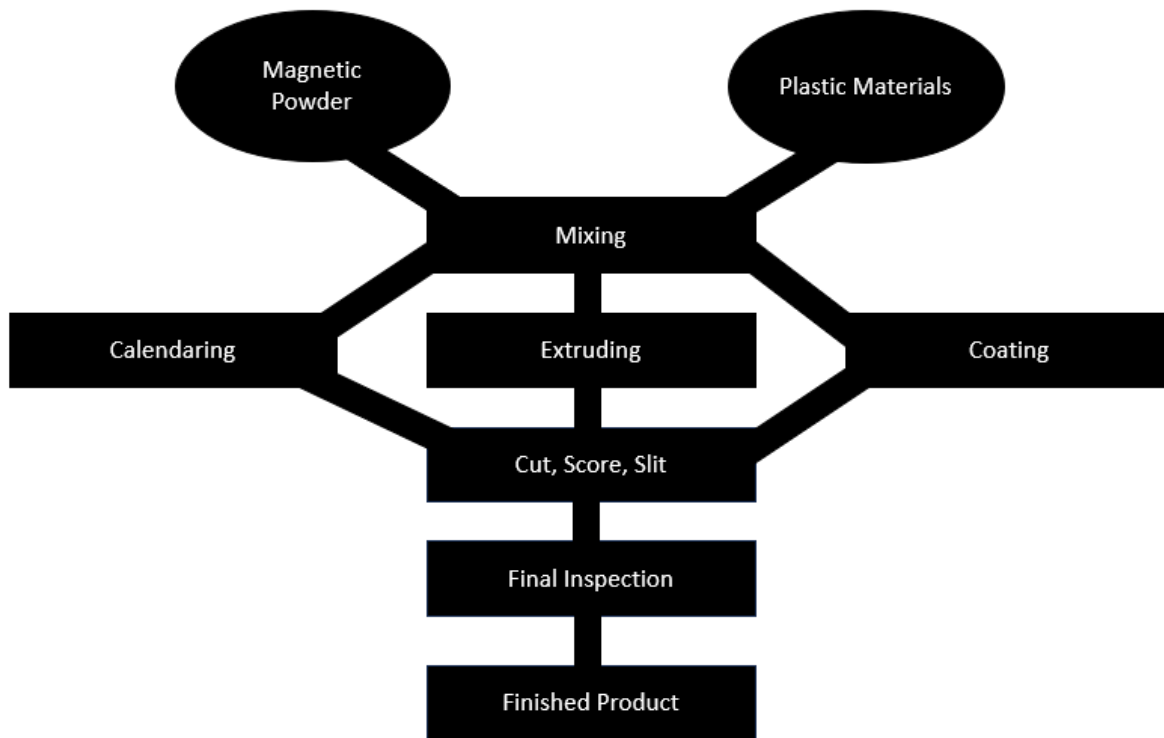 Magnetic
Powder
Plastic Materials
Mixing
Calendaring
Extruding
Coating
Cut, Score, Slit
Final Inspection
Finished Product